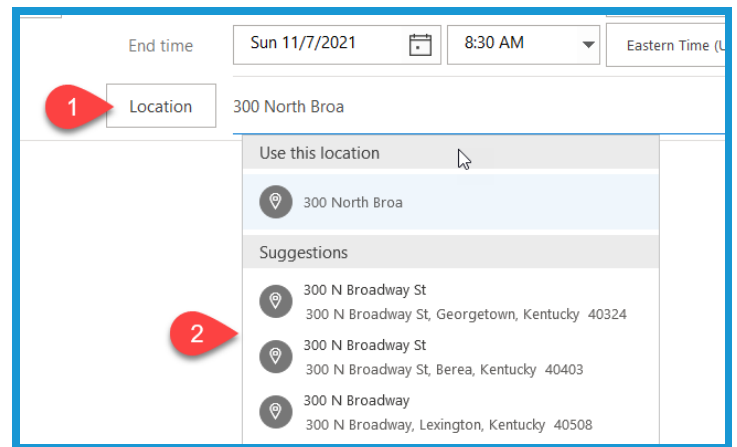 End time Sun 11/7/2021 8:30 AM Eastern Time (U
1 Location 300 North Broa
Use this location
300 North Broa
Suggestions
300 N Broadway St
300 N Broadway St, Georgetown, Kentucky 40324
2
300 N Broadway St
300 N Broadway St, Berea, Kentucky 40403
300 N Broadway
300 N Broadway, Lexington, Kentucky 40508